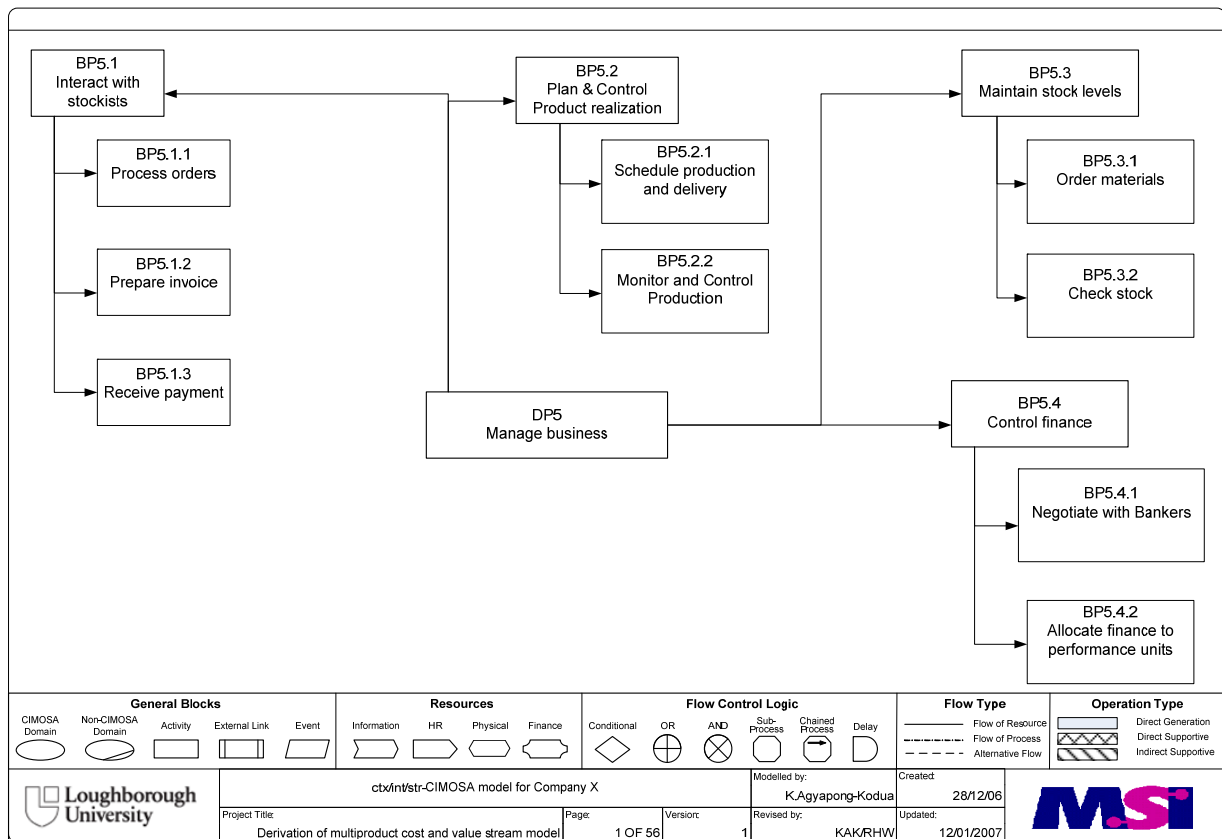 BP5.1
Interact with
stockists
BP5.1.1
Process orders
BP5.1.2
Prepare invoice
BP5.1.3
Receive payment
BP5.2
Plan & Control
Product realization
BP5.2.1
Schedule production
and delivery
BP5.2.2
Monitor and Control
Production
DP5
Manage business
BP5.3
Maintain stock levels
BP5.3.1
Order materials
BP5.3.2
Check stock
BP5.4
Control finance
BP5.4.1
Negotiate with Bankers
BP5.4.2
Allocate finance to
performance units
General Blocks
CIMOSA
Domain
Non-CIMOSA
Domain
Activity
External Link
Event
Resources
Information
HR
Physical
Finance
Flow Control Logic
Conditional
OR
AND
Sub-
Process
Chained
Process
Delay
Flow Type
Flow of Resource
Flow of Process
Alternative Flow
Operation Type
Direct Generation
Direct Supportive
Indirect Supportive
Loughborough
University
ctx/int/str-CIMOSA model for Company X
Modelled by:
K.Agyapong-Kodua
Created:
28/12/06
Project Title:
Derivation of multiproduct cost and value stream model
Page:
1 OF 56
Version:
1
Revised by:
KAK/RHW
Updated:
12/01/2007
MSI